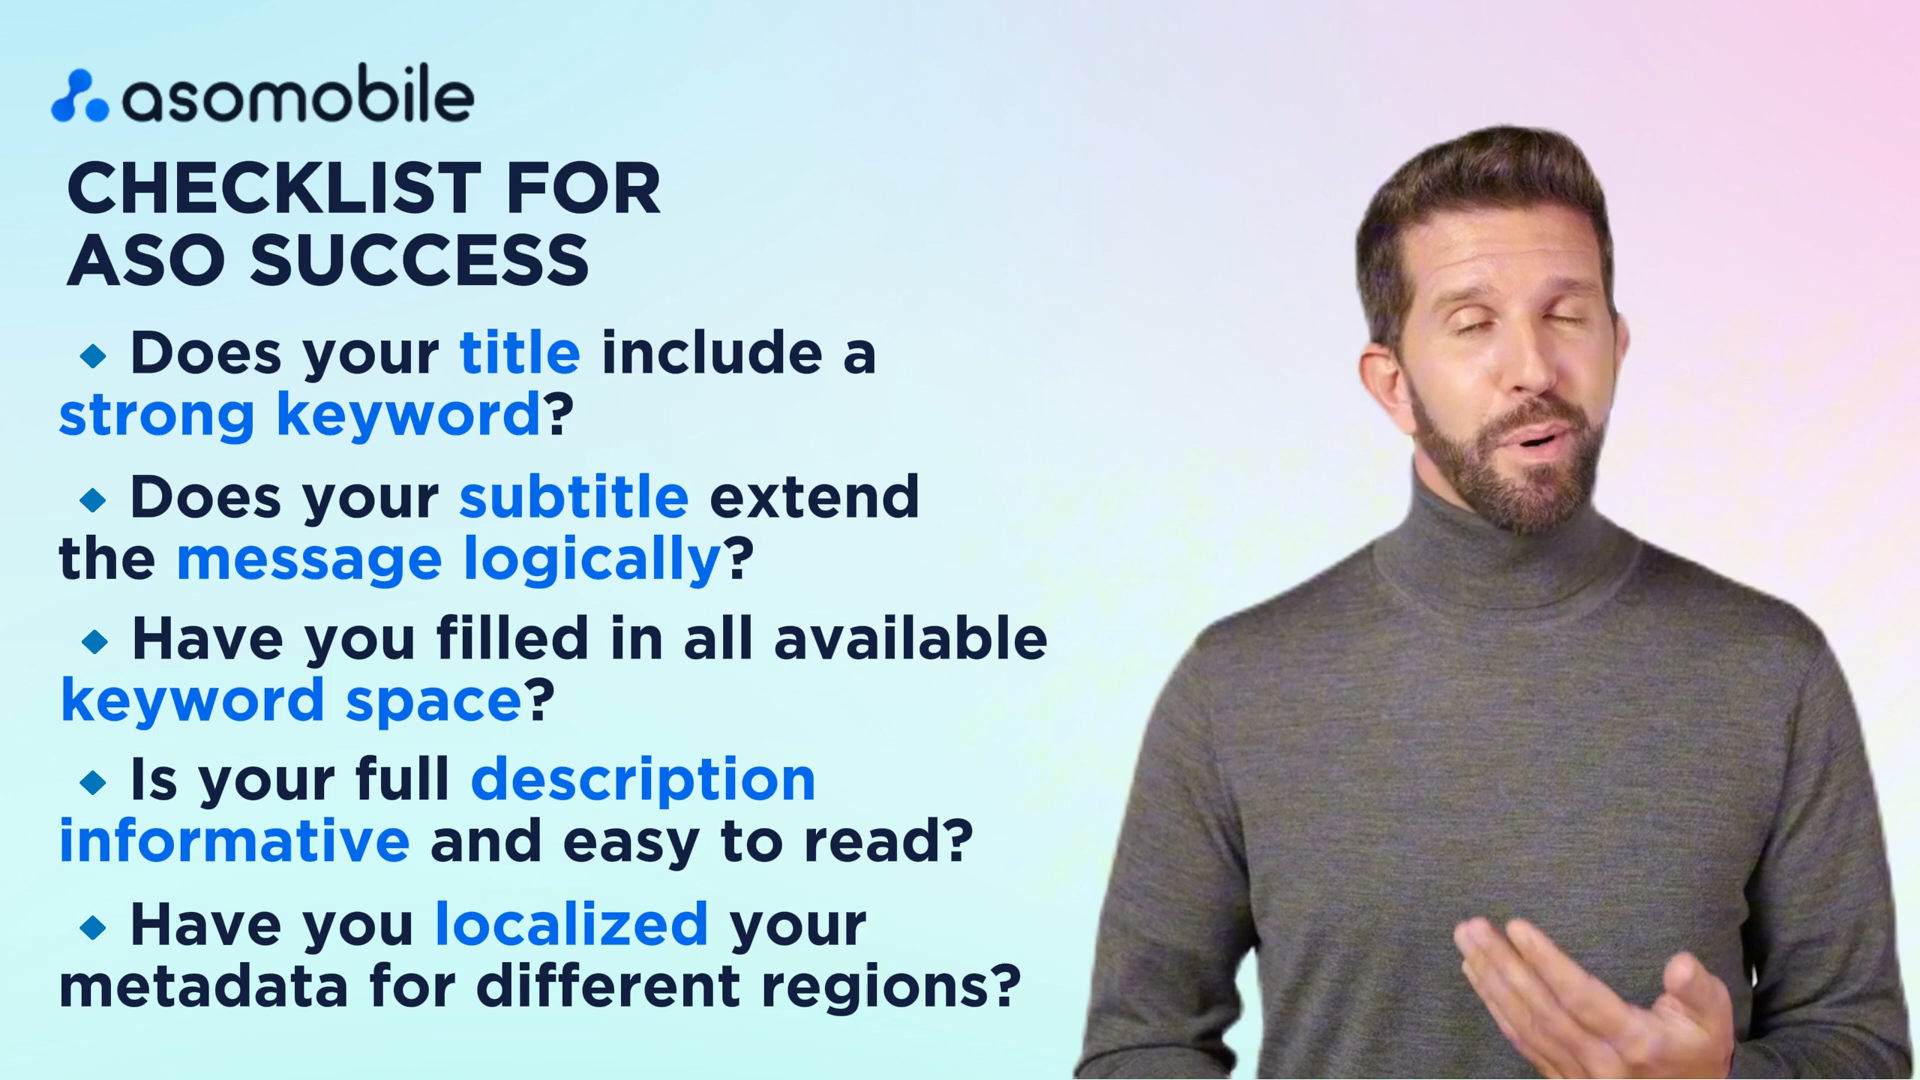 asomobile
CHECKLIST FOR
ASO SUCCESS
Does your title include a
strong keyword?
Does your subtitle extend
the message logically?
Have you filled in all available
keyword space?
Is your full description
informative and easy to read?
Have you localized your
metadata for different regions?